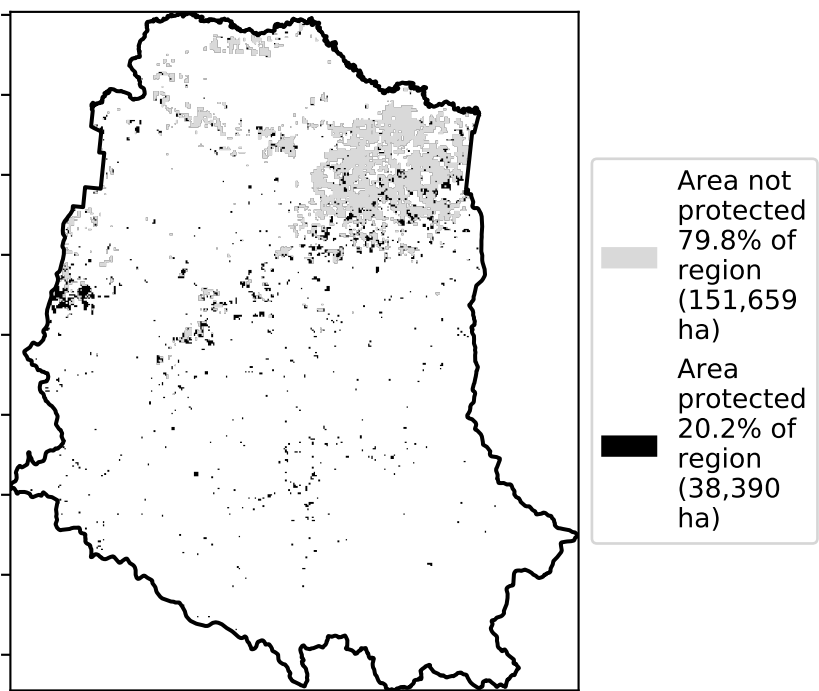 Area not
protected
79.8% of
region
(151,659
ha)
Area
protected
20.2% of
region
(38,390
ha)